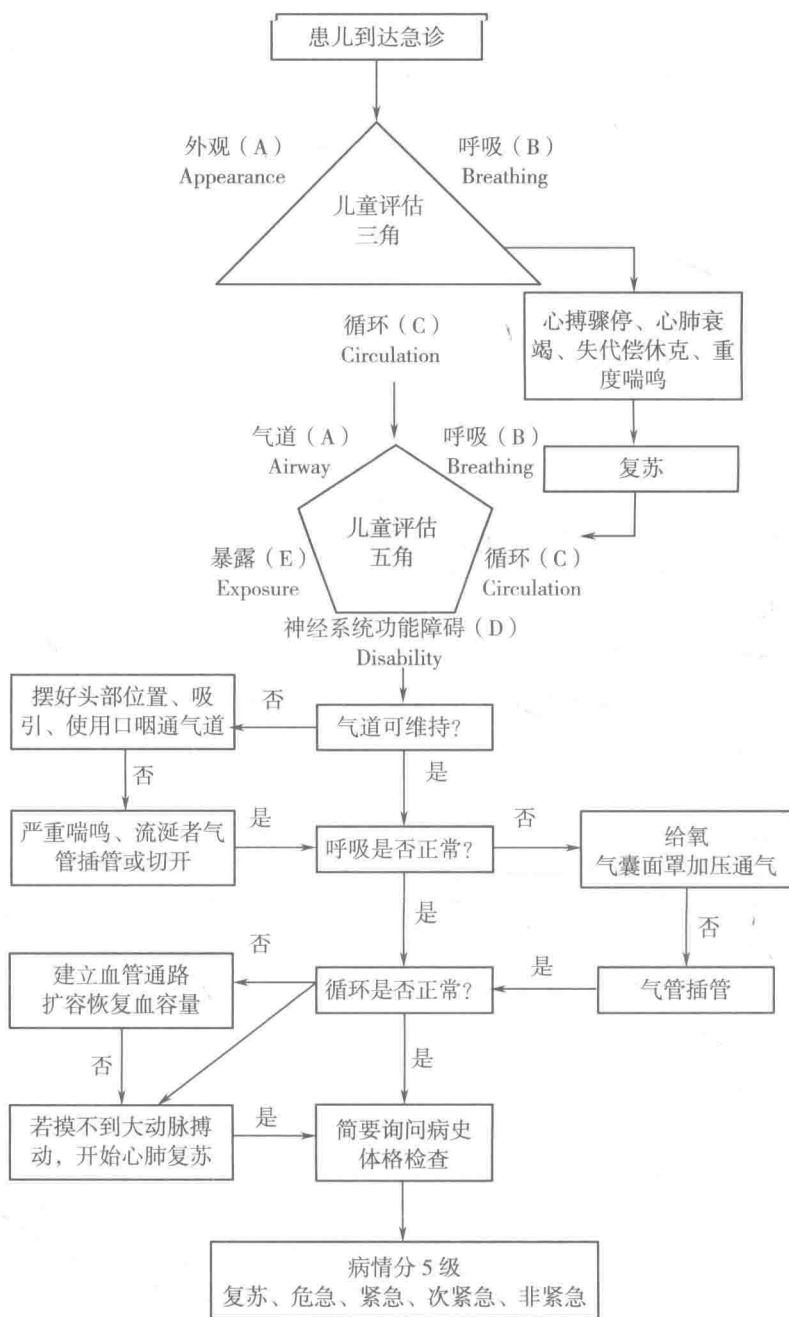 患儿到达急诊
外观（A）
Appearance
呼吸（B）
Breathing
儿童评估
三角
循环（C）
Circulation
心搏骤停、心肺衰
竭、失代偿休克、重
度喘鸣
复苏
气道（A）
Airway
呼吸（B）
Breathing
儿童评估
五角
暴露（E）
Exposure
循环（C）
Circulation
神经系统功能障碍（D）
Disability
摆好头部位置、吸
引、使用口咽通气道
否
气道可维持？
否
是
严重喘鸣、流涎者气
管插管或切开
是
呼吸是否正常？
否
给氧
气囊面罩加压通气
是
否
建立血管通路
扩容恢复血容量
否
循环是否正常？
是
气管插管
否
是
若摸不到大动脉搏
动，开始心肺复苏
是
简要询问病史
体格检查
病情分 5 级
复苏、危急、紧急、次紧急、非紧急